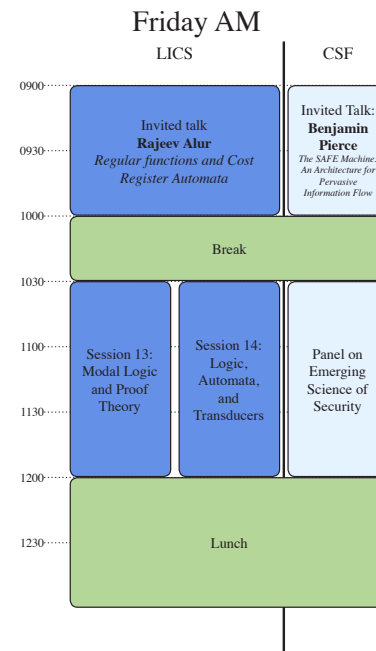 Friday AM
LICS
CSF
0900
Invited talk
Rajeev Alur
Regular functions and Cost
Register Automata
Invited Talk:
Benjamin
Pierce
The SAFE Machine:
An Architecture for
Pervasive
Information Flow
0930
1000
Break
1030
Session 13:
Modal Logic
and Proof
Theory
Session 14:
Logic,
Automata,
and
Transducers
Panel on
Emerging
Science of
Security
1100
1130
1200
Lunch
1230